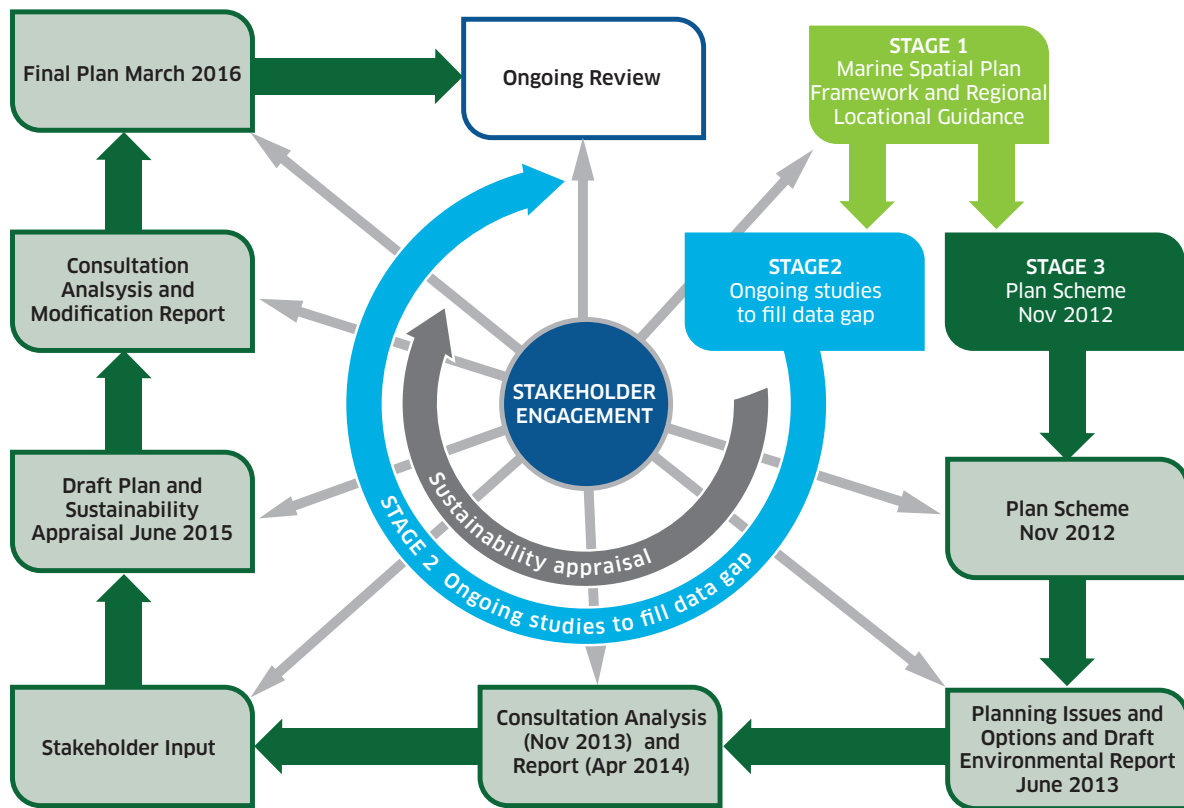 Final Plan March 2016
Ongoing Review
STAGE 1
Marine Spatial Plan
Framework and Regional
Locational Guidance
STAGE2
Ongoing studies
to fill data gap
STAGE 3
Plan Scheme
Nov 2012
Consultation
Analsysis and
Modification Report
STAKEHOLDER
ENGAGEMENT
Draft Plan and
Sustainability
Appraisal June 2015
Sustainability appraisal
STAGE 2 Ongoing studies to fill data gap
Plan Scheme
Nov 2012
Stakeholder Input
Consultation Analysis
(Nov 2013) and
Report (Apr 2014)
Planning Issues and
Options and Draft
Environmental Report
June 2013